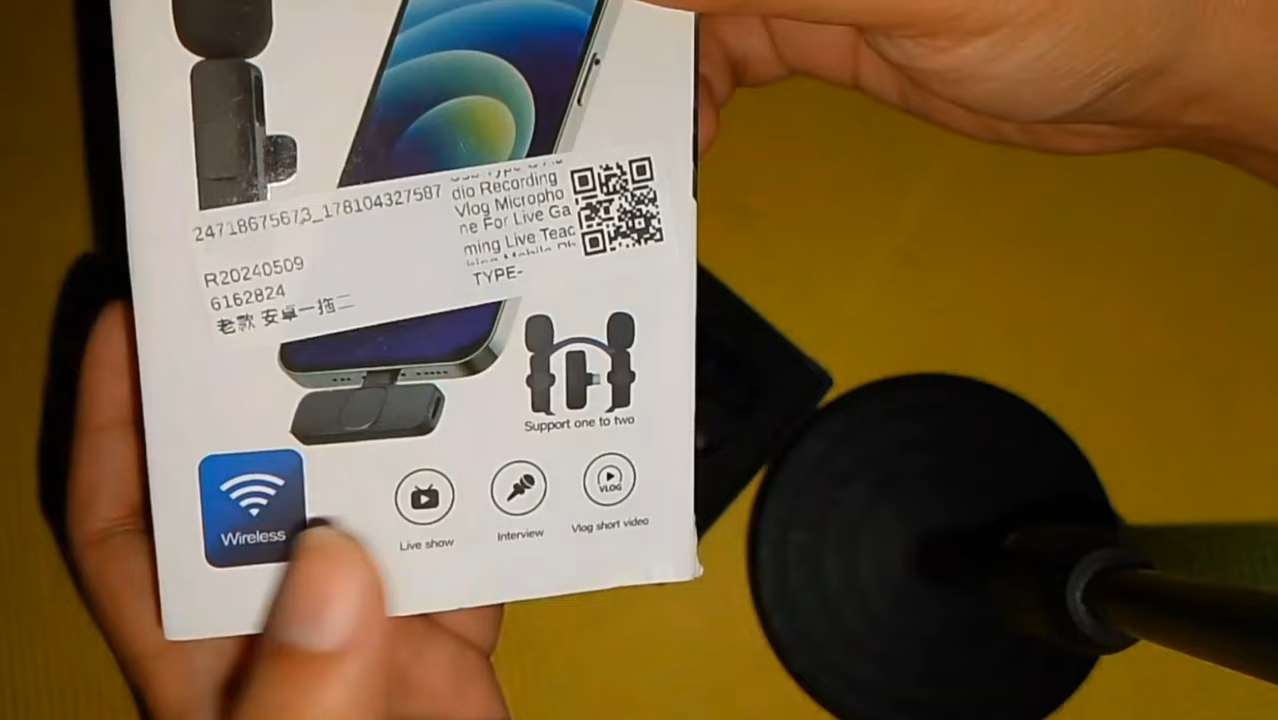 24718675673_178104327587
dio Recording
Vlog Micropho
ne For Live Ga
ming Live Teac
TYPE-
R20240509
6162824
老款 安卓一拖二
Support one to two
Wireless
VLOG
Live show
Interview
Vlog short video